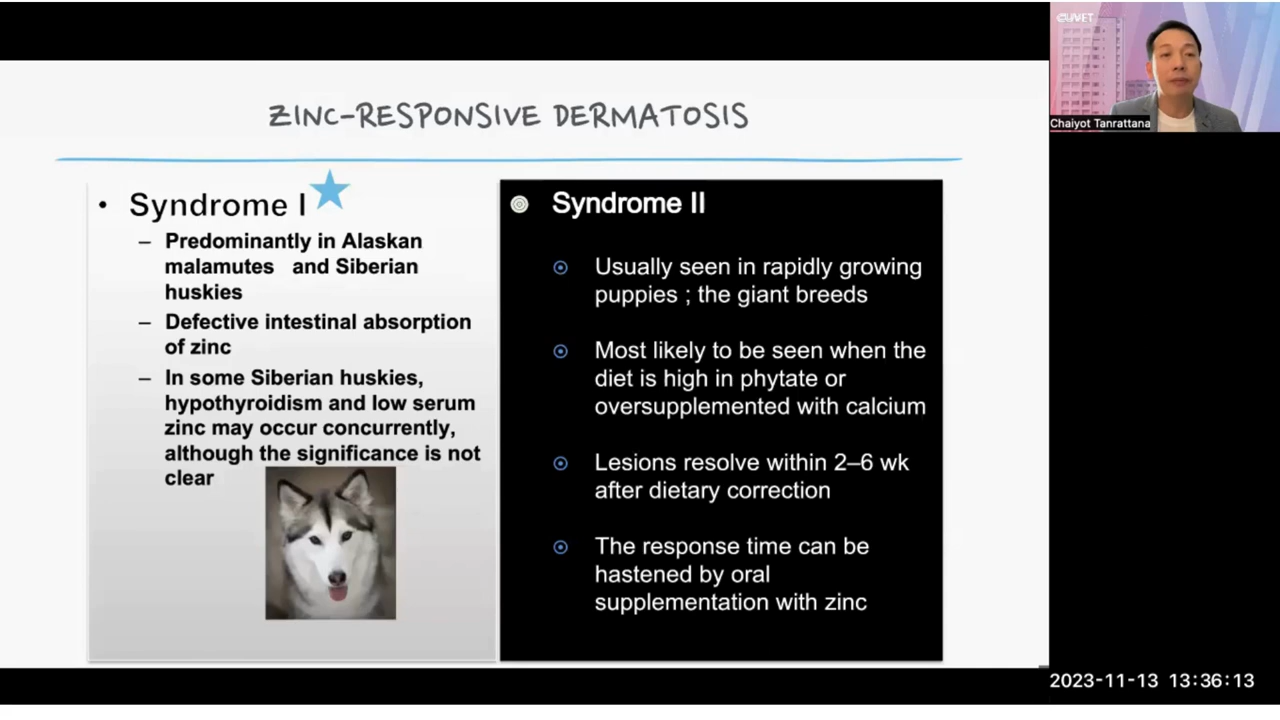 ZINC-RESPONSIVE DERMATOSIS
• Syndrome I
– Predominantly in Alaskan
malamutes and Siberian
huskies
– Defective intestinal absorption
of zinc
– In some Siberian huskies,
hypothyroidism and low serum
zinc may occur concurrently,
although the significance is not
clear
Syndrome II
Usually seen in rapidly growing
puppies ; the giant breeds
Most likely to be seen when the
diet is high in phytate or
oversupplemented with calcium
Lesions resolve within 2–6 wk
after dietary correction
The response time can be
hastened by oral
supplementation with zinc
CUVET
Chaiyot Tanrattana
2023-11-13 13:36:13